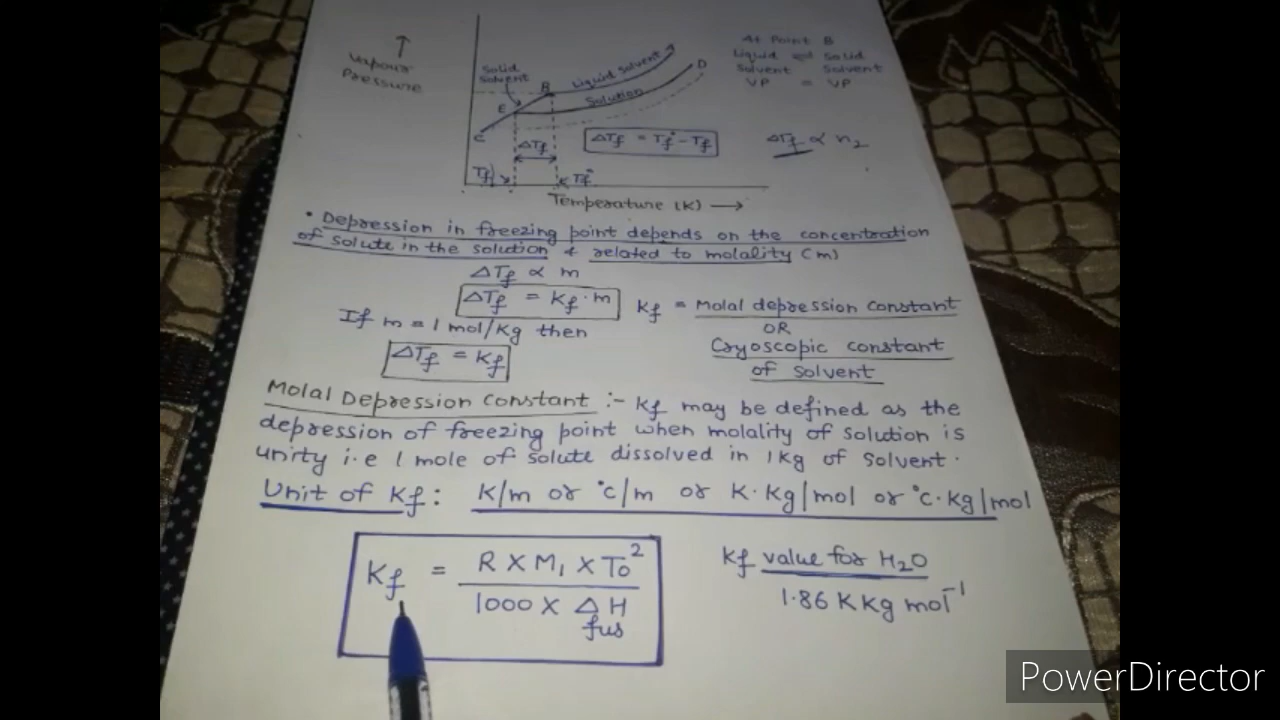 ↑
Vapour
Pressure
Solid
Solvent
B
Liquid solvent
D
E
Solution
C
ΔTf
ΔTf = Tf° - Tf
Tf
Tf°
Temperature (K) →
At Point B
Liquid ⇌ Solid
Solvent Solvent
VP = VP
ΔTf ∝ n2
• Depression in freezing point depends on the concentration
of solute in the solution & related to molality (m)
ΔTf ∝ m
ΔTf = Kf · m
Kf = Molal depression constant
OR
Cryoscopic constant
of solvent
If m = 1 mol/Kg then
ΔTf = Kf
Molal Depression Constant :- Kf may be defined as the
depression of freezing point when molality of solution is
unity i.e 1 mole of solute dissolved in 1Kg of solvent.
Unit of Kf: K/m or °C/m or K·Kg/mol or °C·Kg/mol
Kf = R X M1 X To² / 1000 X ΔH fus
Kf value for H2O
1.86 K Kg mol⁻¹
PowerDirector